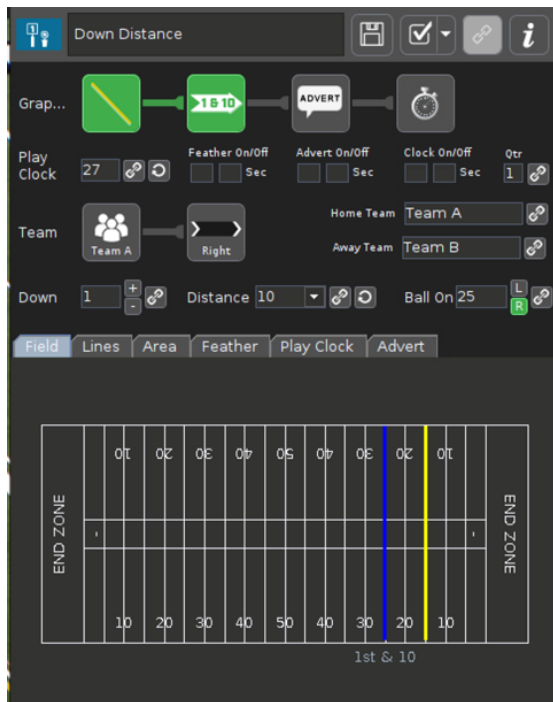 Down Distance
Grap... 1 & 10 ADVERT
Feather On/Off Advert On/Off Clock On/Off Qtr
Play Clock 27 Sec Sec Sec 1
Home Team Team A
Team Team A Right Away Team Team B
Down 1 + - Distance 10 Ball On 25 L R
Field Lines Area Feather Play Clock Advert
10 20 30 40 50 40 30 20 10
END ZONE END ZONE
10 20 30 40 50 40 30 20 10
1st & 10